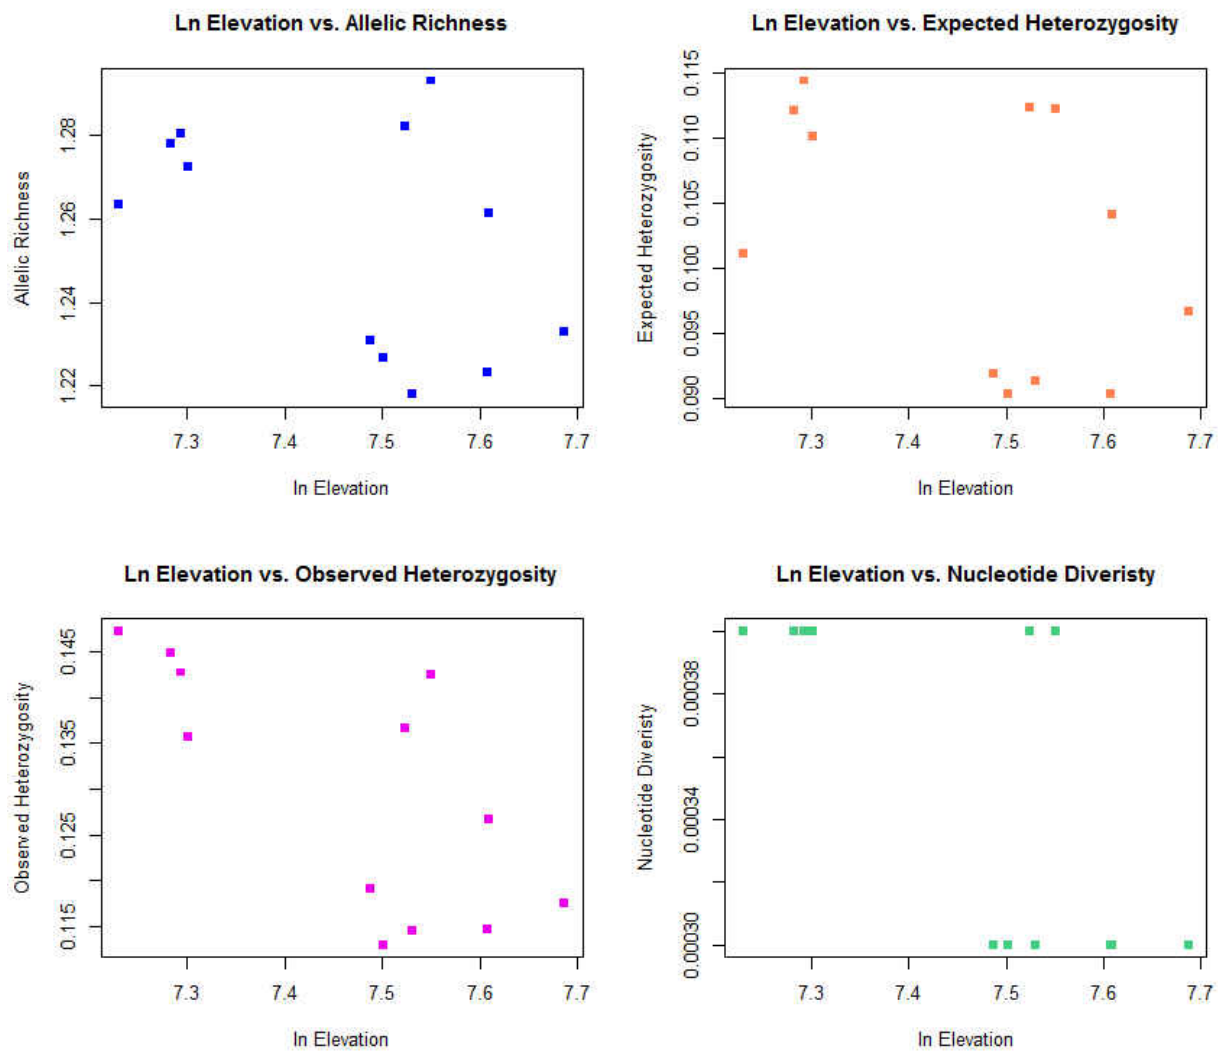 Ln Elevation vs. Allelic Richness
Allelic Richness
1.28
1.26
1.24
1.22
7.3 7.4 7.5 7.6 7.7
ln Elevation
Ln Elevation vs. Expected Heterozygosity
Expected Heterozygosity
0.115
0.110
0.105
0.100
0.095
0.090
7.3 7.4 7.5 7.6 7.7
ln Elevation
Ln Elevation vs. Observed Heterozygosity
Observed Heterozygosity
0.145
0.135
0.125
0.115
7.3 7.4 7.5 7.6 7.7
ln Elevation
Ln Elevation vs. Nucleotide Diveristy
Nucleotide Diveristy
0.00038
0.00034
0.00030
7.3 7.4 7.5 7.6 7.7
ln Elevation